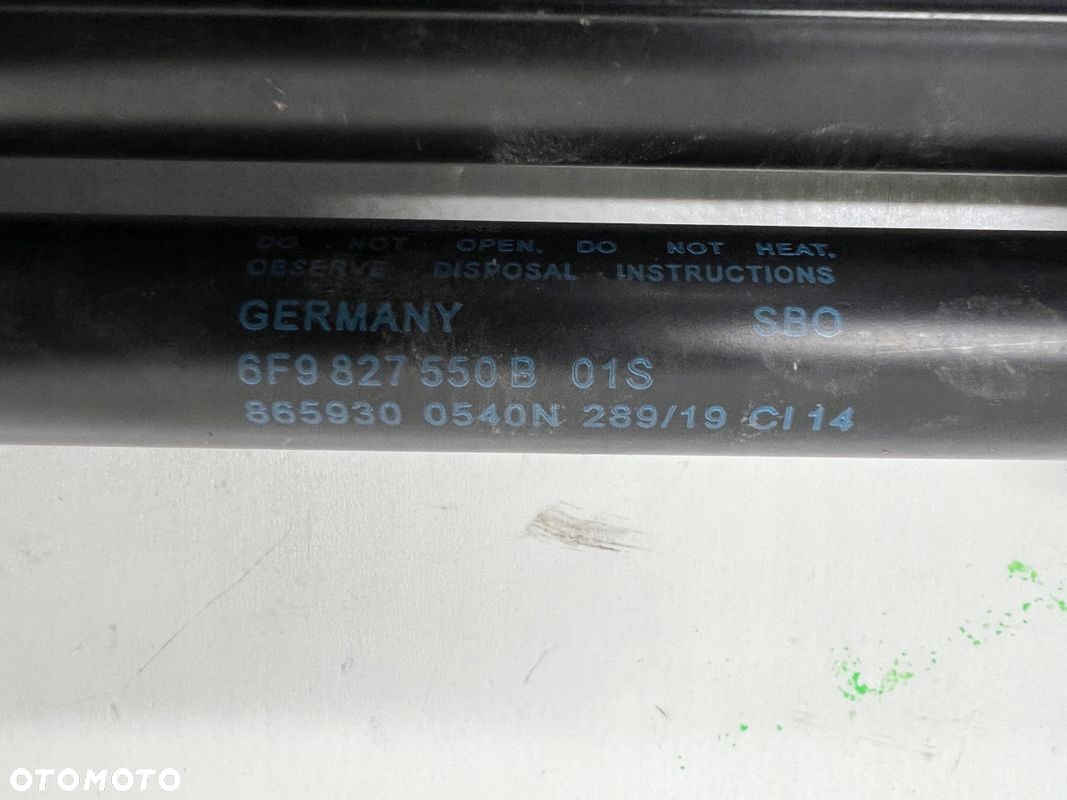 DO NOT OPEN. DO NOT HEAT.
OBSERVE DISPOSAL INSTRUCTIONS
GERMANY SBO
6F9 827 550 B 01S
865930 0540N 289/19 CI 14
OTOMOTO